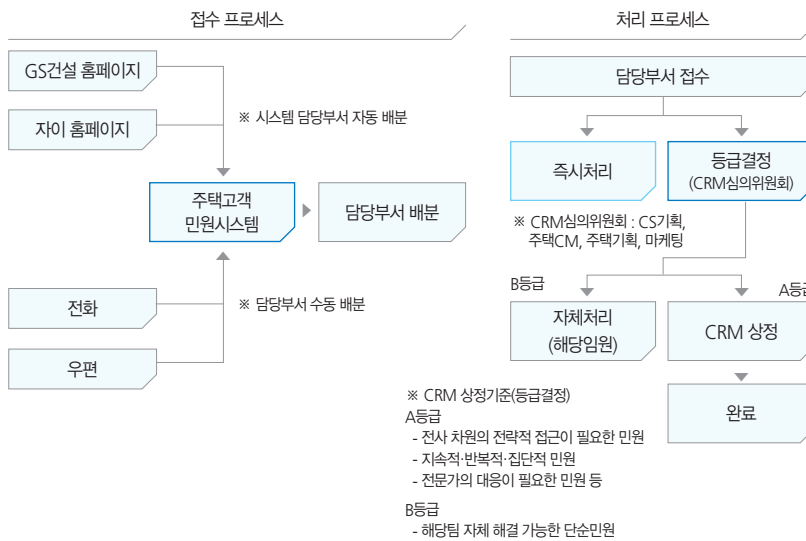 접수 프로세스
GS건설 홈페이지
자이 홈페이지
※ 시스템 담당부서 자동 배분
주택고객
민원시스템
담당부서 배분
전화
※ 담당부서 수동 배분
우편
처리 프로세스
담당부서 접수
즉시처리
등급결정
(CRM심의위원회)
※ CRM심의위원회 : CS기획,
주택CM, 주택기획, 마케팅
B등급
A등급
자체처리
(해당임원)
CRM 상정
완료
※ CRM 상정기준(등급결정)
A등급
- 전사 차원의 전략적 접근이 필요한 민원
- 지속적·반복적·집단적 민원
- 전문가의 대응이 필요한 민원 등
B등급
- 해당팀 자체 해결 가능한 단순민원